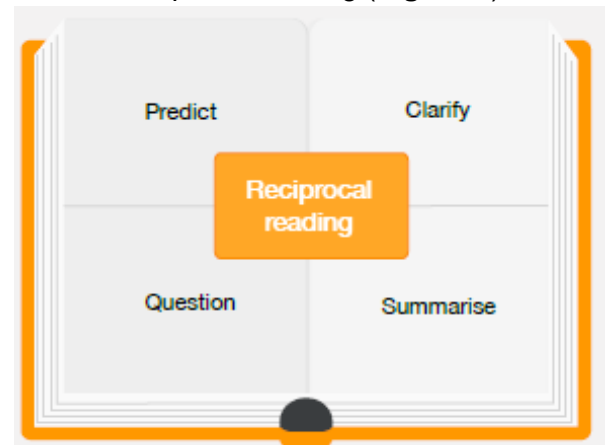 Predict
Clarify
Reciprocal
reading
Question
Summarise